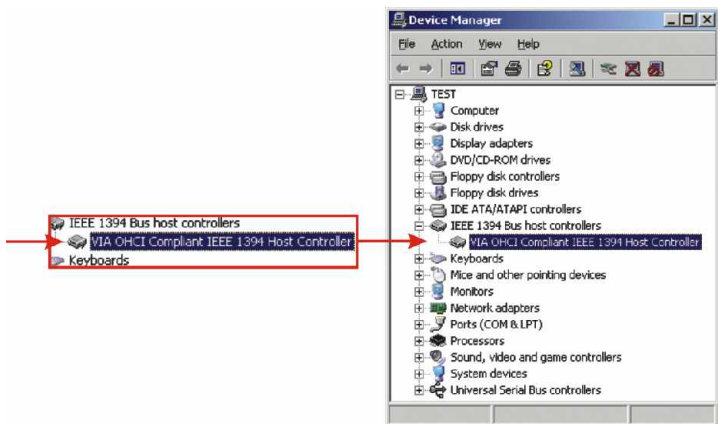 IEEE 1394 Bus host controllers
VIA OHCI Compliant IEEE 1394 Host Controller
Keyboards
Device Manager
File Action View Help
TEST
Computer
Disk drives
Display adapters
DVD/CD-ROM drives
Floppy disk controllers
Floppy disk drives
IDE ATA/ATAPI controllers
IEEE 1394 Bus host controllers
VIA OHCI Compliant IEEE 1394 Host Controller
Keyboards
Mice and other pointing devices
Monitors
Network adapters
Ports (COM & LPT)
Processors
Sound, video and game controllers
System devices
Universal Serial Bus controllers